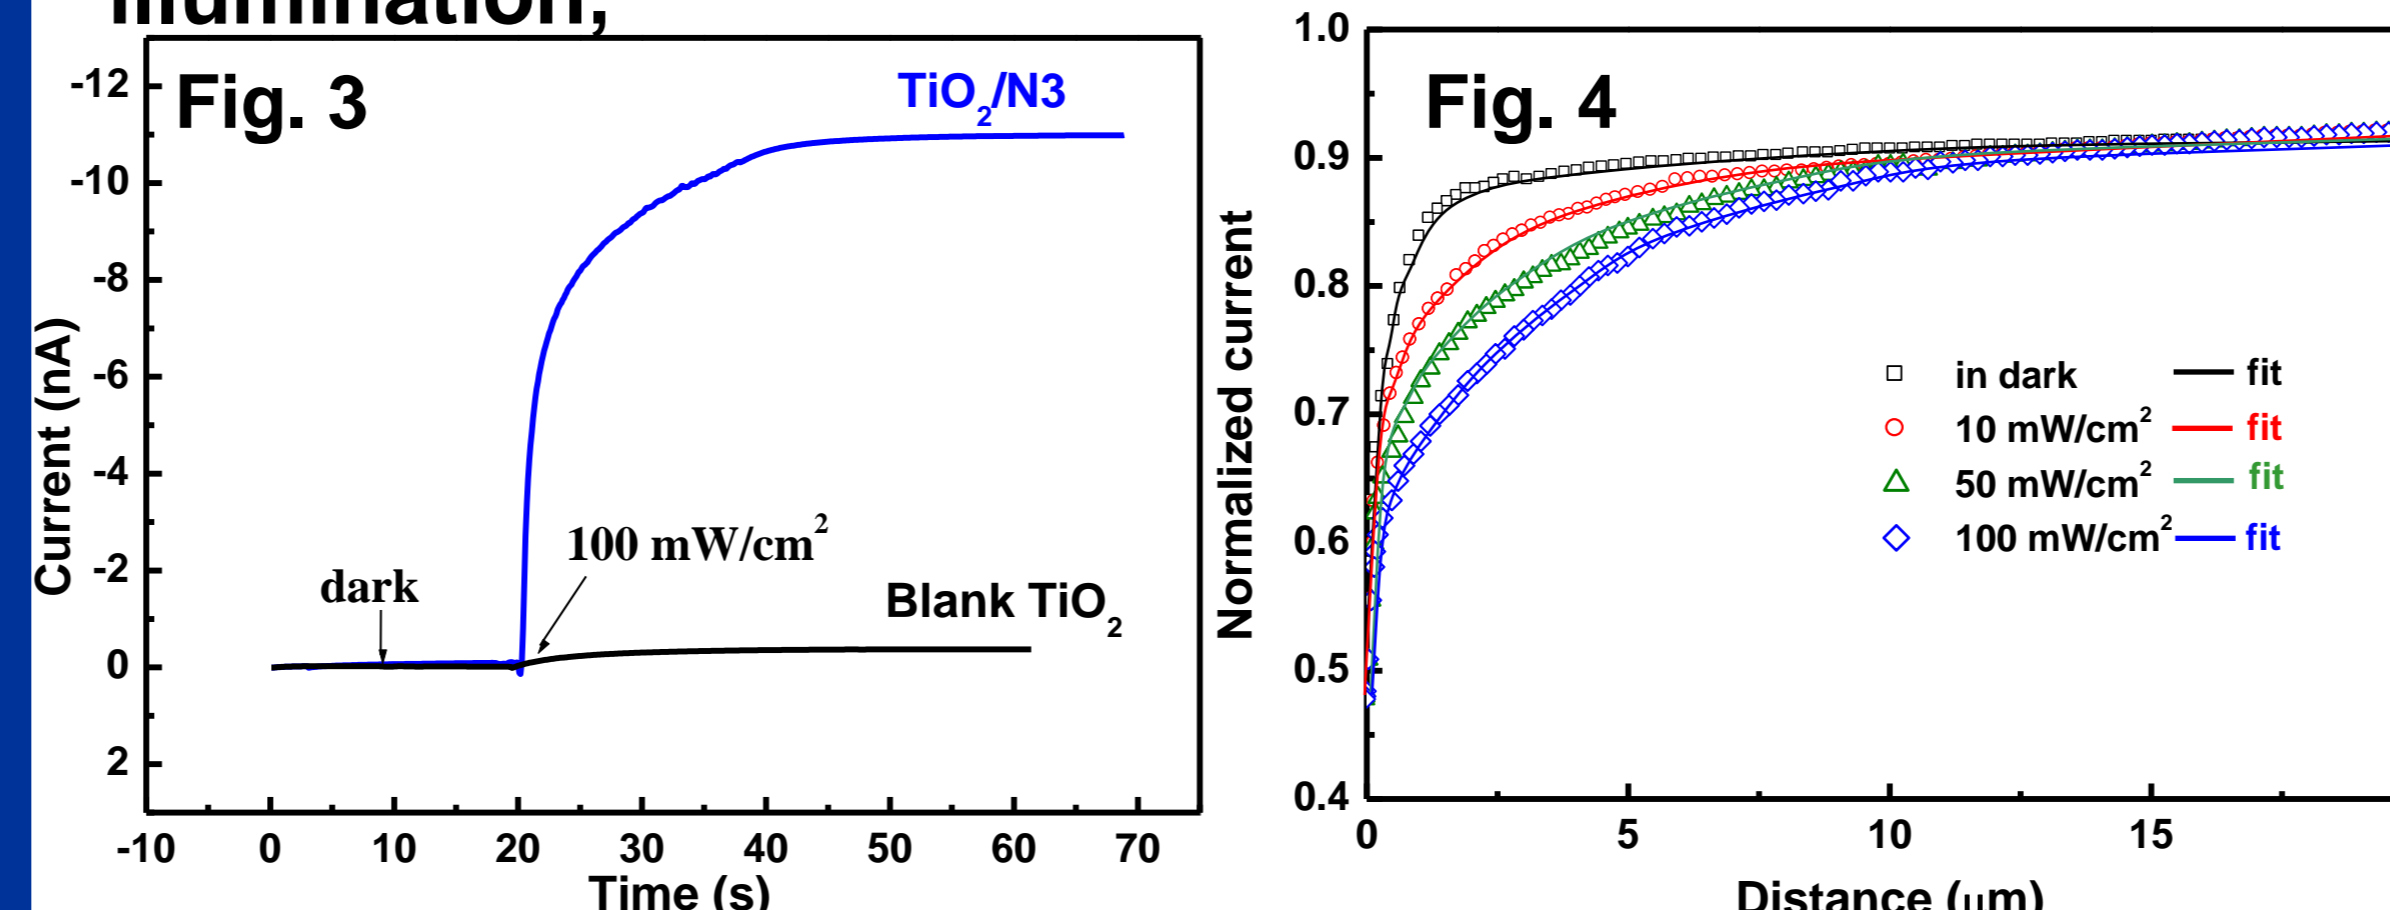 illumination,
Fig. 3
TiO2/N3
100 mW/cm2
dark
Blank TiO2
Current (nA)
-12
-10
-8
-6
-4
-2
0
2
-10 0 10 20 30 40 50 60 70
Time (s)
Fig. 4
Normalized current
1.0
0.9
0.8
0.7
0.6
0.5
0.4
in dark fit
10 mW/cm2 fit
50 mW/cm2 fit
100 mW/cm2 fit
0 5 10 15
Distance (μm)